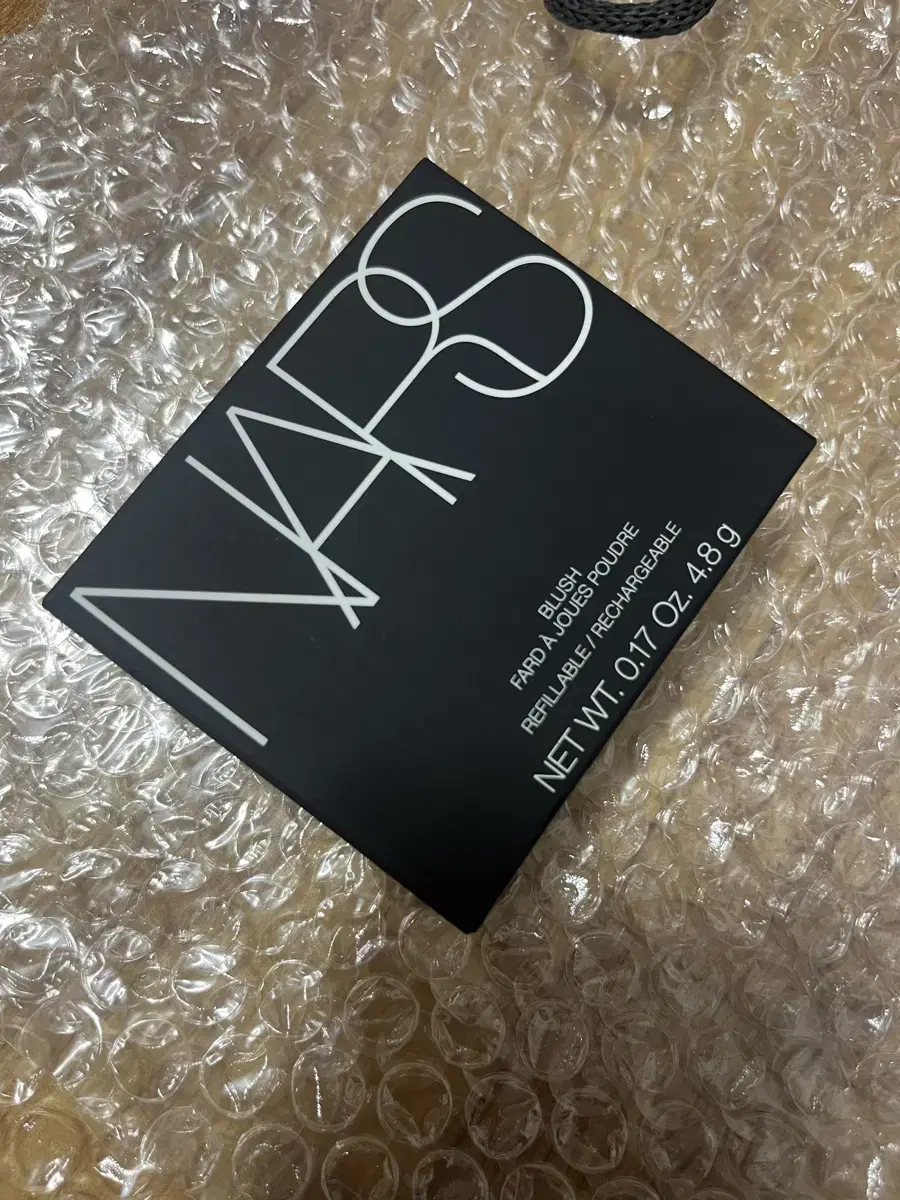 NARS
BLUSH
FARD À JOUES POUDRE
REFILLABLE / RECHARGEABLE
NET WT. 0.17 Oz. 4.8 g